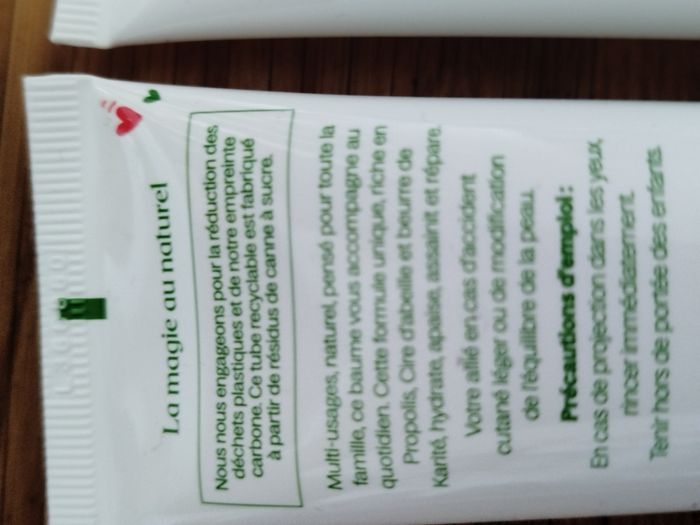 La magie au naturel
Nous nous engageons pour la réduction des
déchets plastiques et de notre empreinte
carbone. Ce tube recyclable est fabriqué
à partir de résidus de canne à sucre.
Multi-usages, naturel, pensé pour toute la
famille, ce baume vous accompagne au
quotidien. Cette formule unique, riche en
Propolis, Cire d'abeille et beurre de
Karité, hydrate, apaise, assainit et répare.
Votre allié en cas d'accident
cutané léger ou de modification
de l'équilibre de la peau.
Précautions d'emploi :
En cas de projection dans les yeux,
rincer immédiatement.
Tenir hors de portée des enfants.